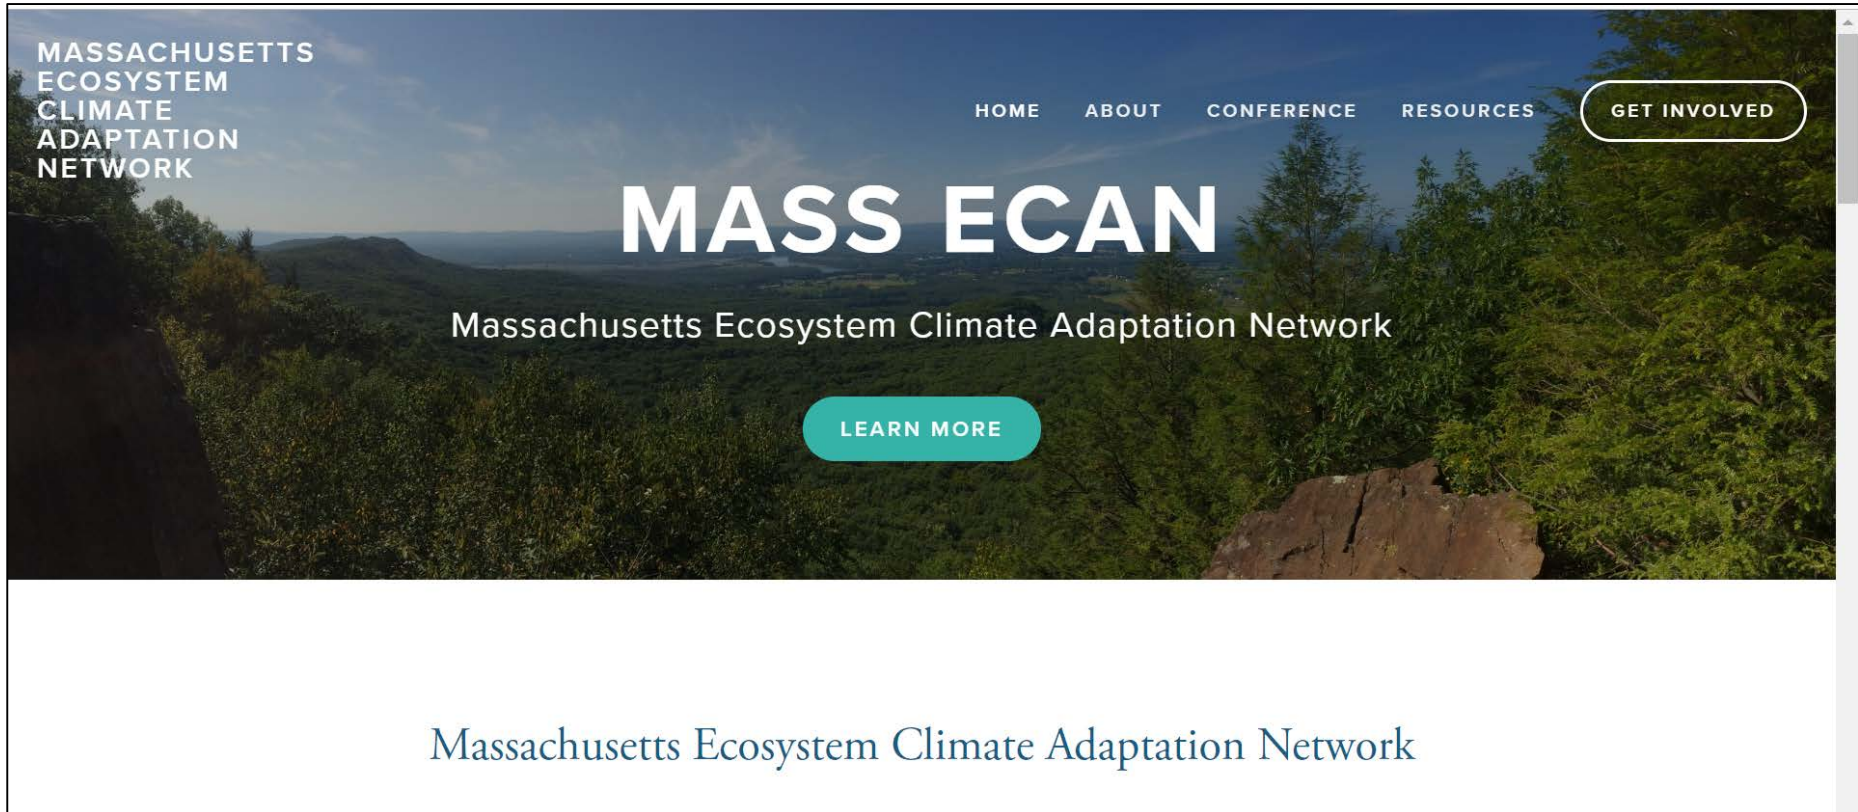 MASSACHUSETTS
ECOSYSTEM
CLIMATE
ADAPTATION
NETWORK
HOME ABOUT CONFERENCE RESOURCES GET INVOLVED
MASS ECAN
Massachusetts Ecosystem Climate Adaptation Network
LEARN MORE
Massachusetts Ecosystem Climate Adaptation Network